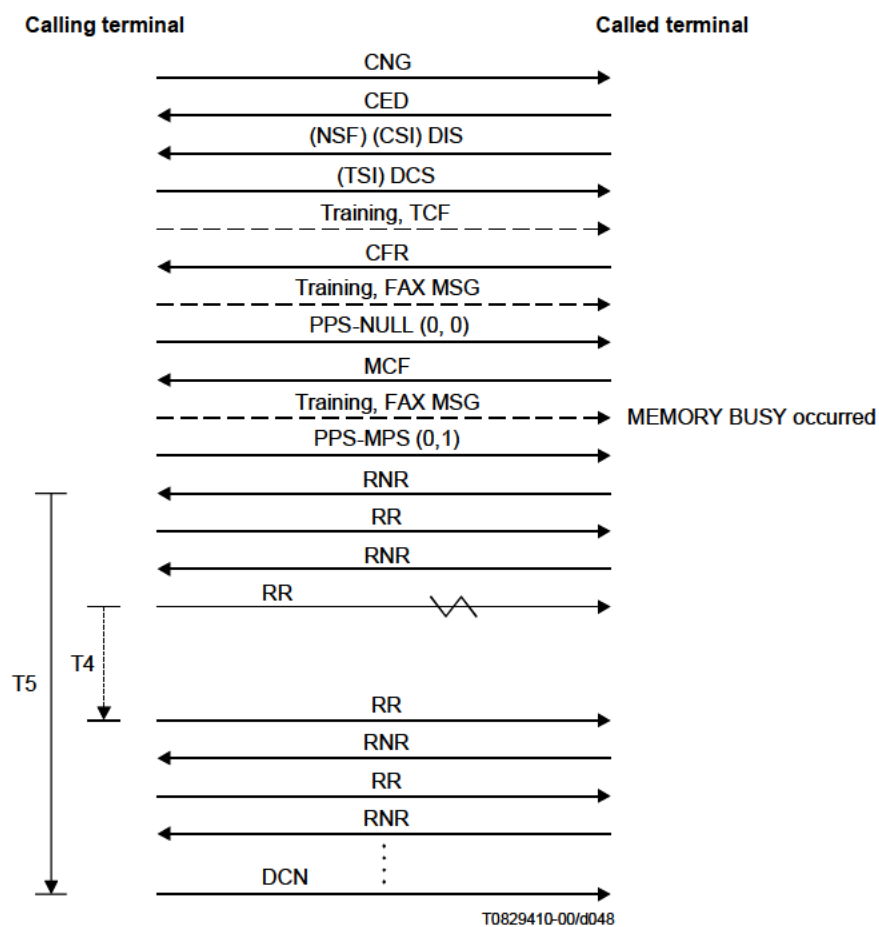 Calling terminal
Called terminal
CNG
CED
(NSF) (CSI) DIS
(TSI) DCS
Training, TCF
CFR
Training, FAX MSG
PPS-NULL (0, 0)
MCF
Training, FAX MSG
MEMORY BUSY occurred
PPS-MPS (0,1)
RNR
RR
RNR
RR
T4
T5
RR
RNR
RR
RNR
DCN
T0829410-00/d048